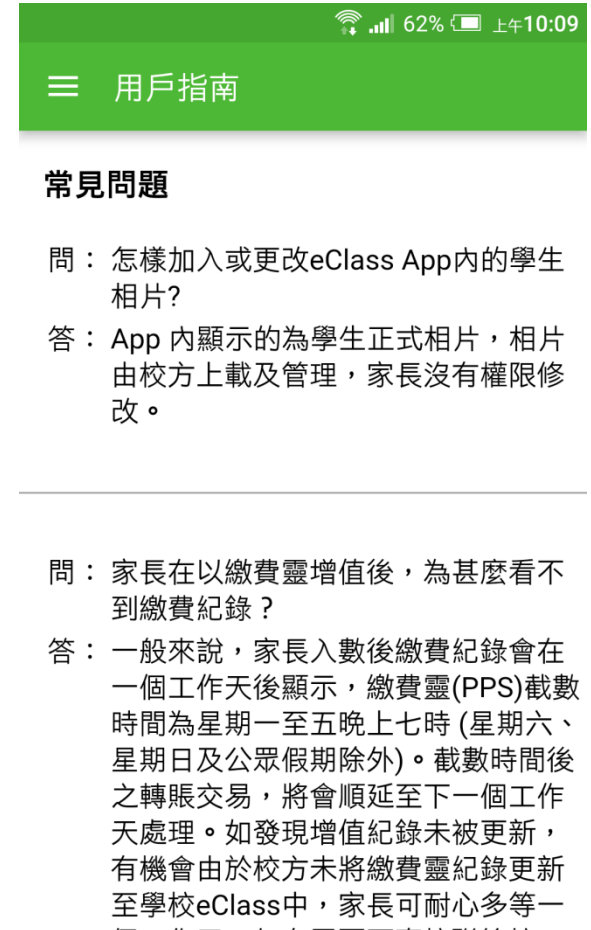 62% 上午10:09
用戶指南
常見問題
問： 怎樣加入或更改eClass App內的學生
相片?
答： App 內顯示的為學生正式相片，相片
由校方上載及管理，家長沒有權限修
改。
問： 家長在以繳費靈增值後，為甚麼看不
到繳費紀錄？
答： 一般來說，家長入數後繳費紀錄會在
一個工作天後顯示，繳費靈(PPS)截數
時間為星期一至五晚上七時 (星期六、
星期日及公眾假期除外)。截數時間後
之轉賬交易，將會順延至下一個工作
天處理。如發現增值紀錄未被更新，
有機會由於校方未將繳費靈紀錄更新
至學校eClass中，家長可耐心多等一